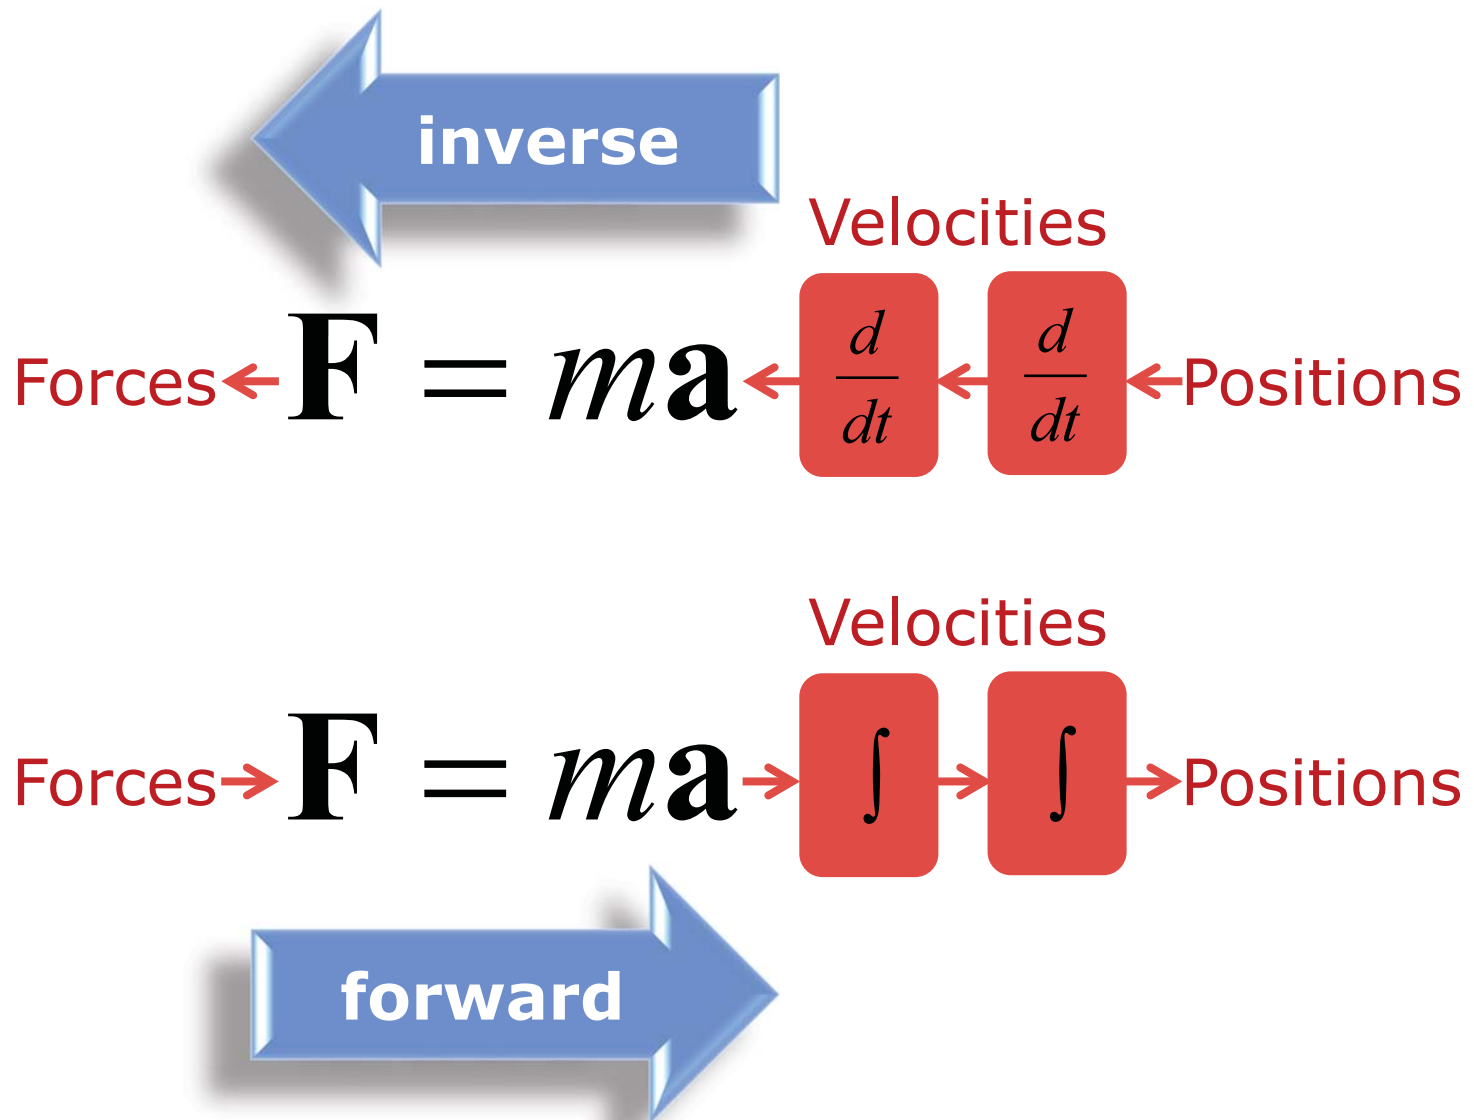 inverse
Velocities
Forces F = ma d/dt d/dt Positions
Velocities
Forces F = ma ∫ ∫ Positions
forward